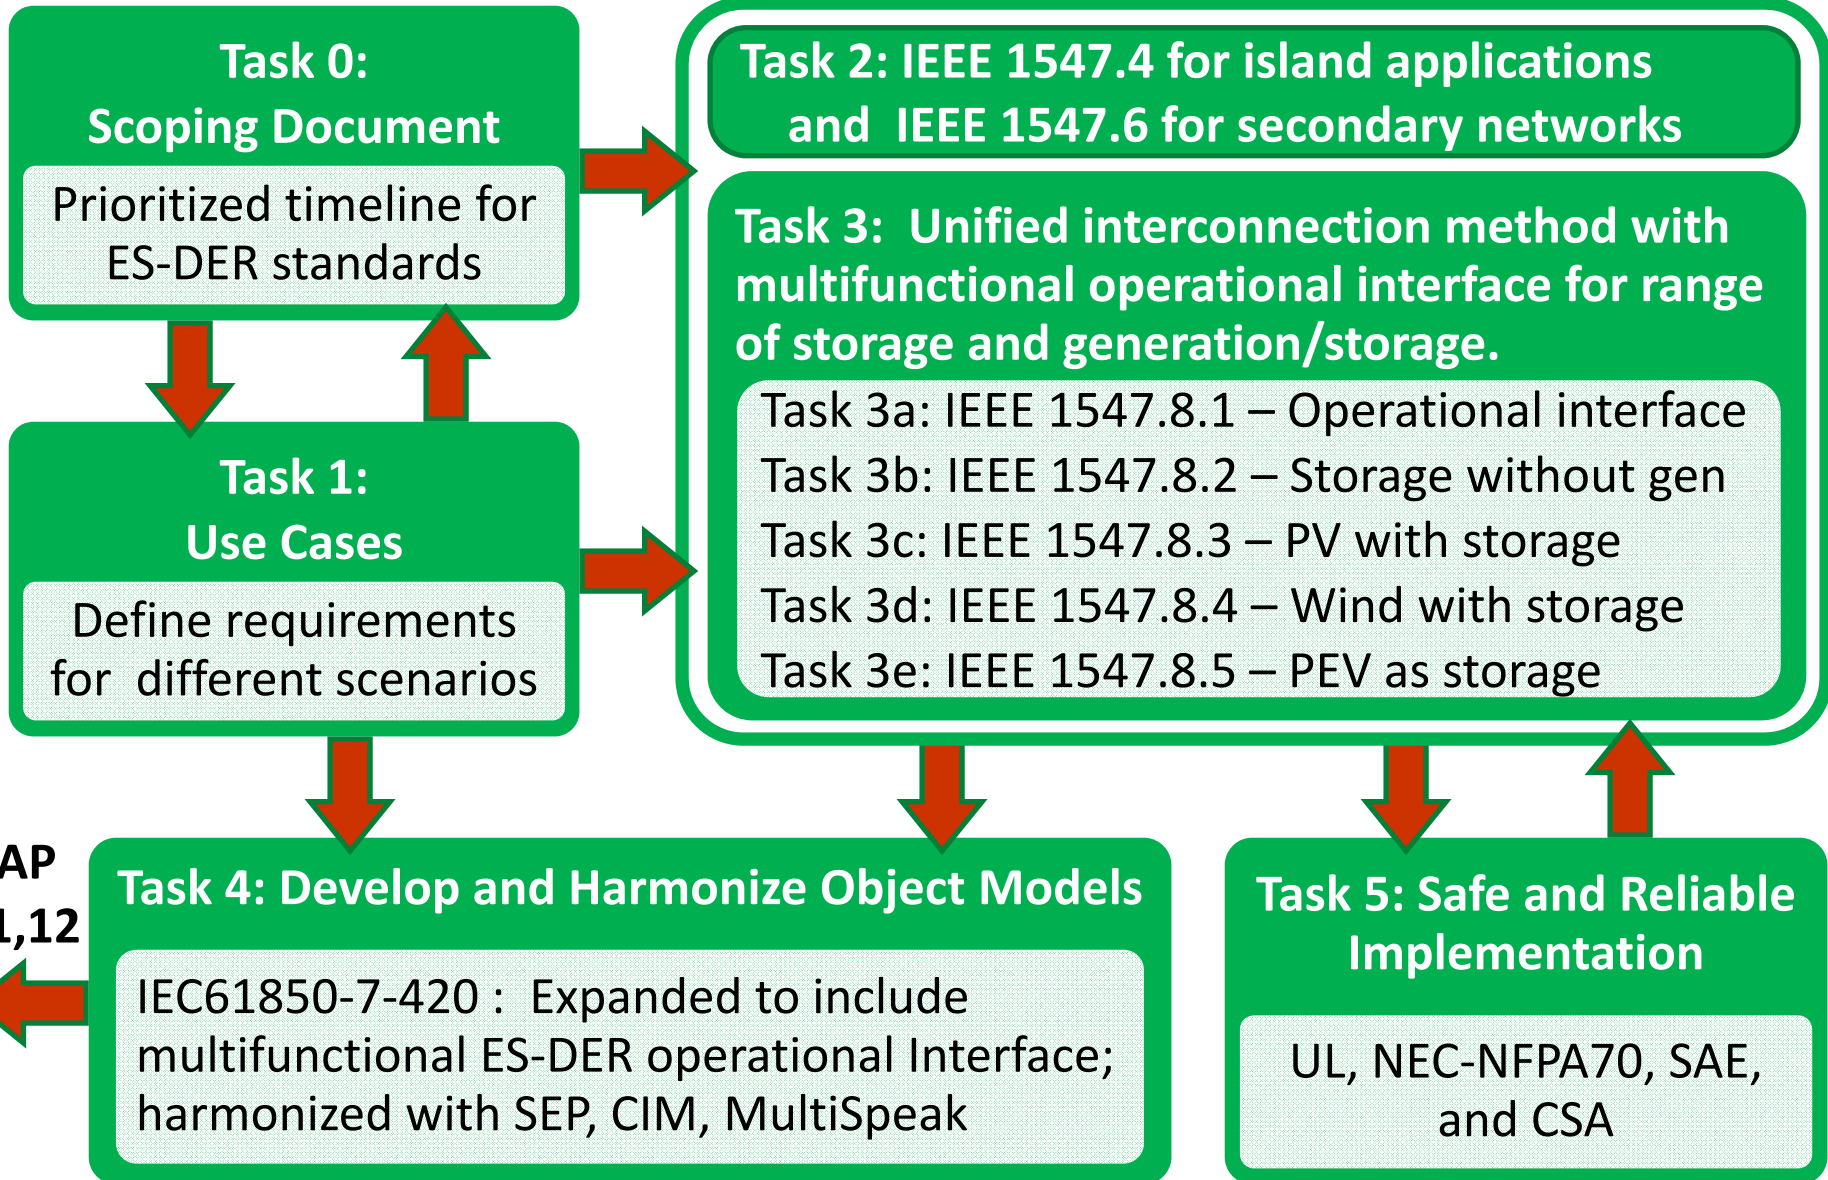 Task 0:
Scoping Document
Prioritized timeline for
ES-DER standards
Task 1:
Use Cases
Define requirements
for different scenarios
Task 2: IEEE 1547.4 for island applications
and IEEE 1547.6 for secondary networks
Task 3: Unified interconnection method with
multifunctional operational interface for range
of storage and generation/storage.
Task 3a: IEEE 1547.8.1 – Operational interface
Task 3b: IEEE 1547.8.2 – Storage without gen
Task 3c: IEEE 1547.8.3 – PV with storage
Task 3d: IEEE 1547.8.4 – Wind with storage
Task 3e: IEEE 1547.8.5 – PEV as storage
AP
1,12
Task 4: Develop and Harmonize Object Models
IEC61850-7-420 : Expanded to include
multifunctional ES-DER operational Interface;
harmonized with SEP, CIM, MultiSpeak
Task 5: Safe and Reliable
Implementation
UL, NEC-NFPA70, SAE,
and CSA